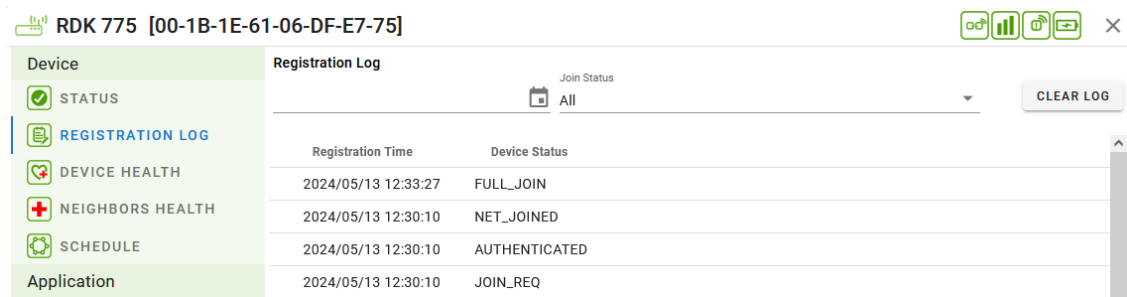 RDK 775 [00-1B-1E-61-06-DF-E7-75]
Device
STATUS
REGISTRATION LOG
DEVICE HEALTH
NEIGHBORS HEALTH
SCHEDULE
Application
Registration Log
Join Status
All
CLEAR LOG
Registration Time Device Status
2024/05/13 12:33:27 FULL_JOIN
2024/05/13 12:30:10 NET_JOINED
2024/05/13 12:30:10 AUTHENTICATED
2024/05/13 12:30:10 JOIN_REQ